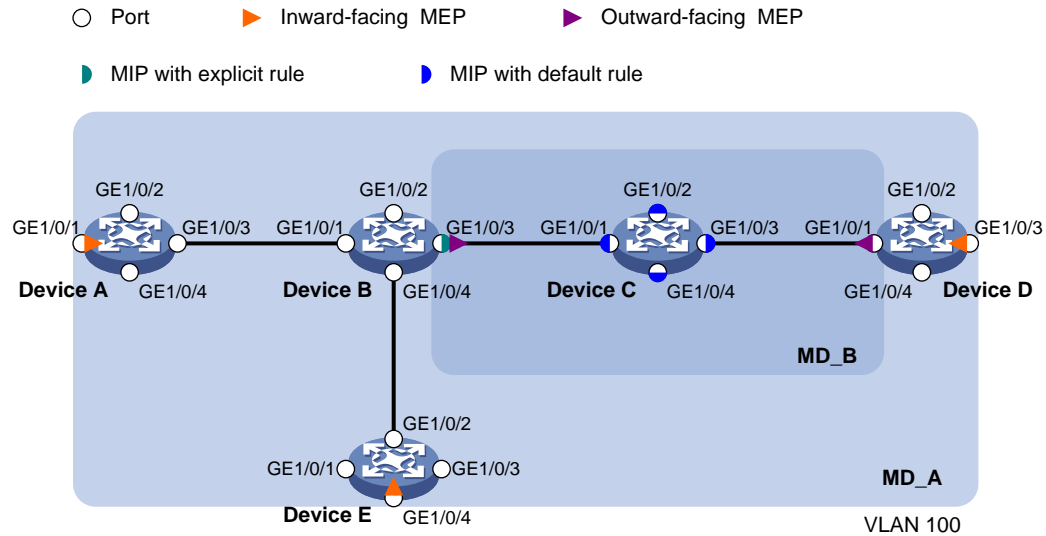 Port
Inward-facing MEP
Outward-facing MEP
MIP with explicit rule
MIP with default rule
GE1/0/2
GE1/0/1
GE1/0/3
GE1/0/4
Device A
GE1/0/2
GE1/0/1
GE1/0/3
GE1/0/4
Device B
GE1/0/2
GE1/0/1
GE1/0/3
GE1/0/4
Device C
GE1/0/2
GE1/0/1
GE1/0/3
GE1/0/4
Device D
MD_B
GE1/0/2
GE1/0/1
GE1/0/3
GE1/0/4
Device E
MD_A
VLAN 100